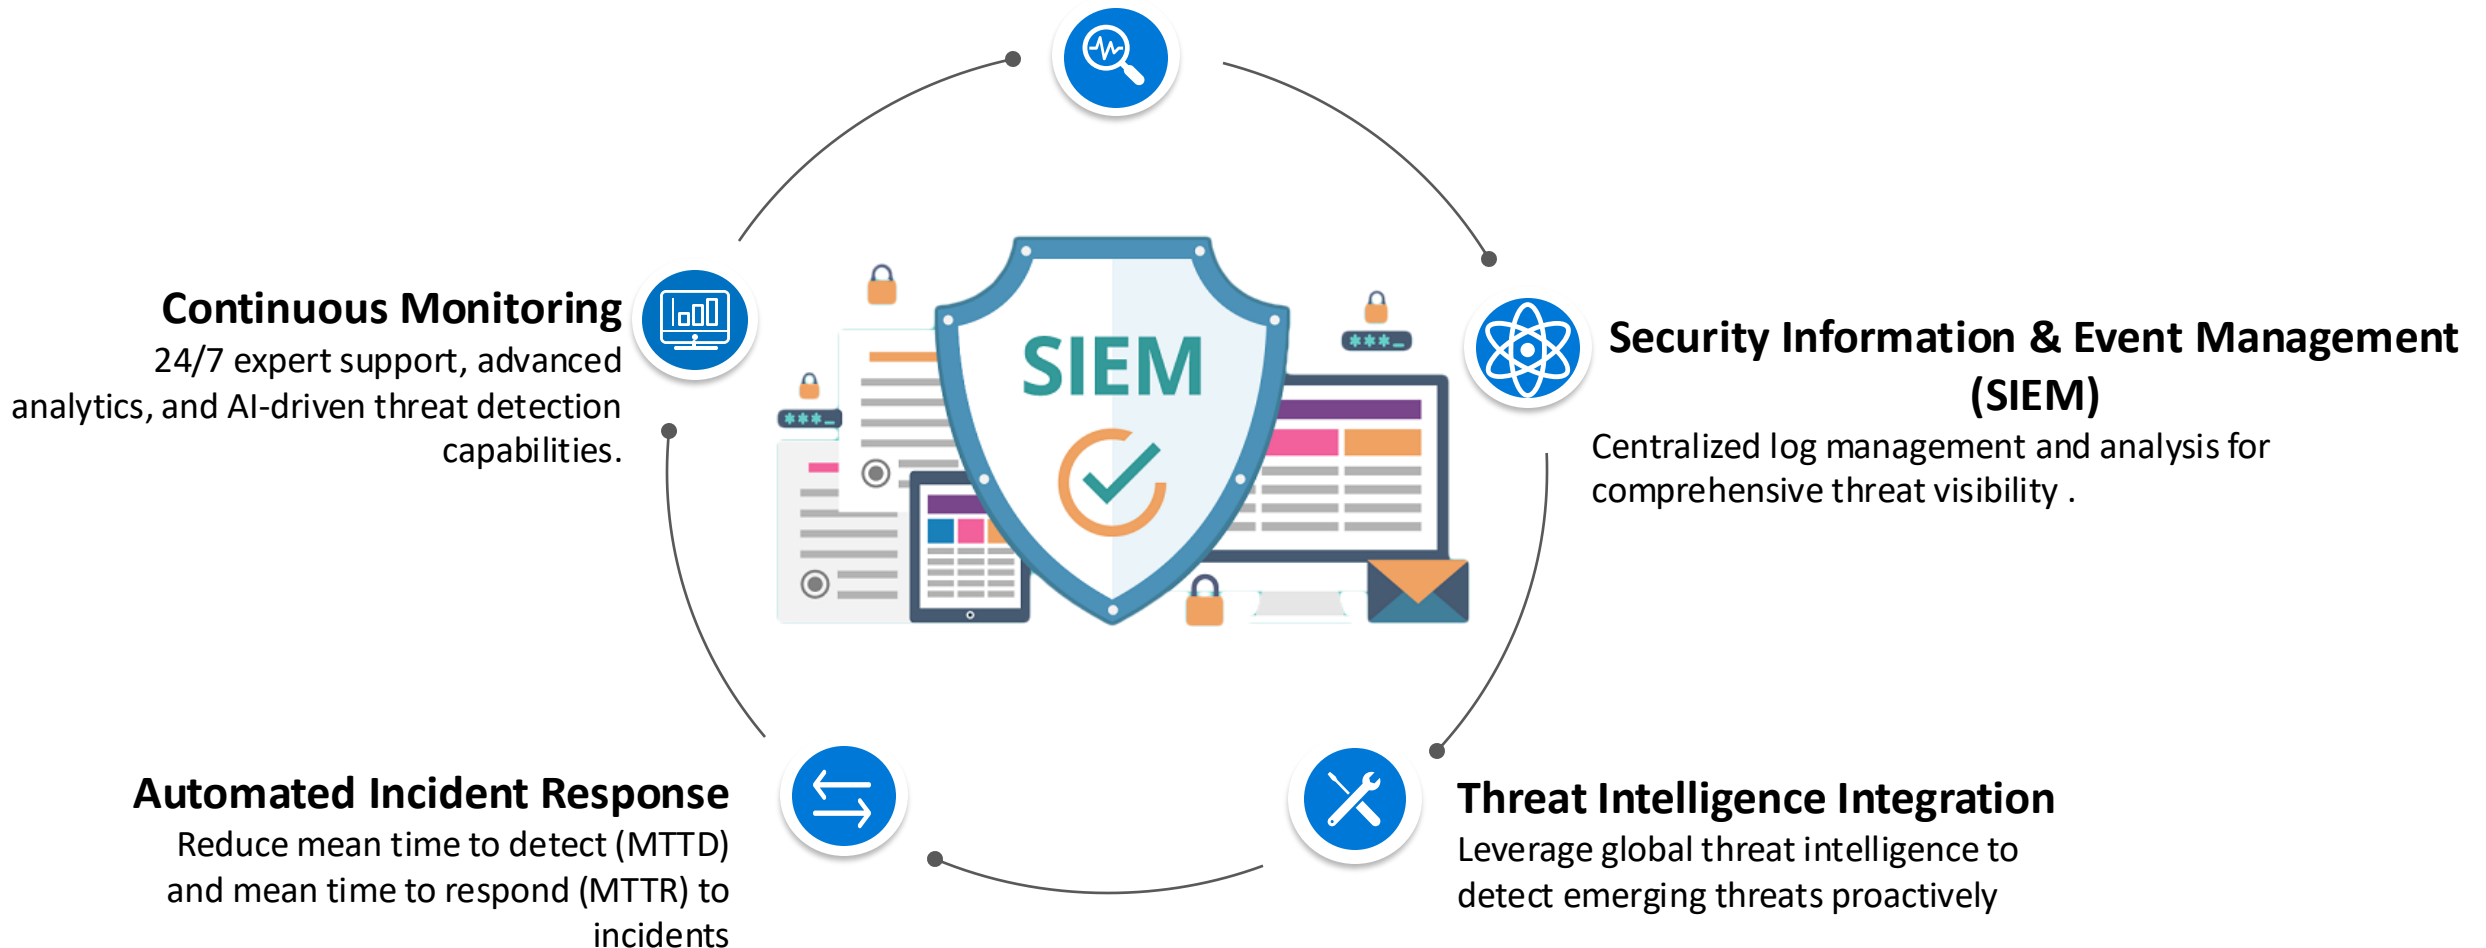 Continuous Monitoring
24/7 expert support, advanced
analytics, and AI-driven threat detection
capabilities.
SIEM
***_
***_
Security Information & Event Management
(SIEM)
Centralized log management and analysis for
comprehensive threat visibility .
Automated Incident Response
Reduce mean time to detect (MTTD)
and mean time to respond (MTTR) to
incidents
Threat Intelligence Integration
Leverage global threat intelligence to
detect emerging threats proactively